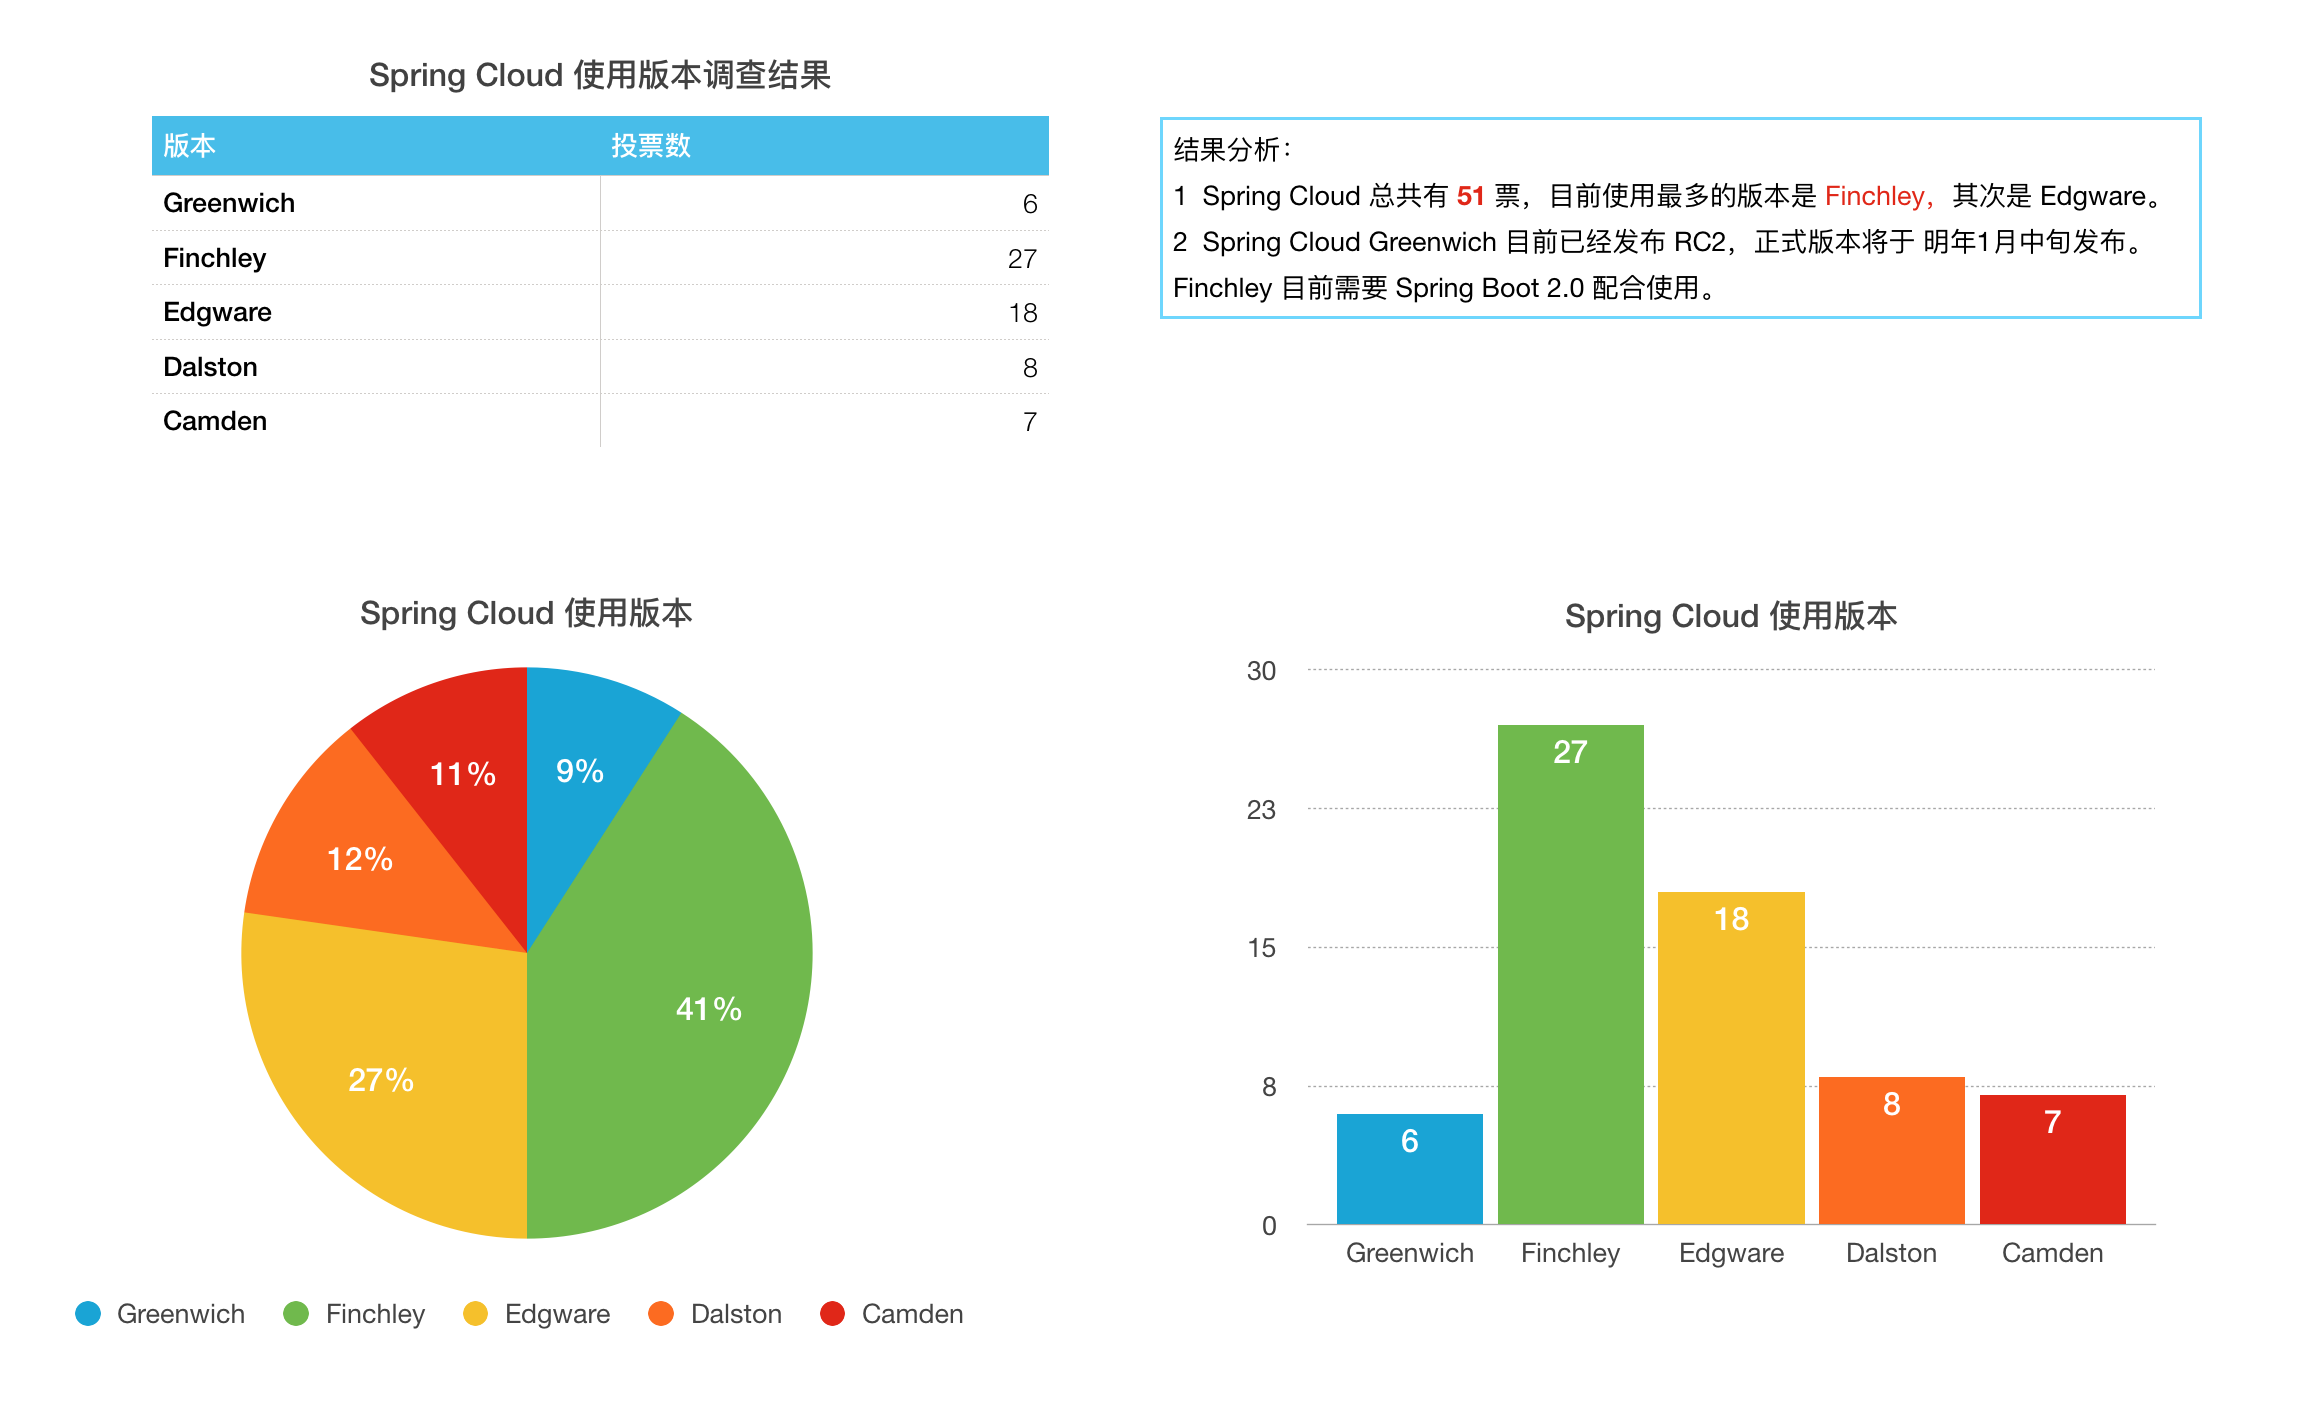 Spring Cloud 使用版本调查结果
版本 投票数
Greenwich 6
Finchley 27
Edgware 18
Dalston 8
Camden 7
结果分析：
1 Spring Cloud 总共有 51 票，目前使用最多的版本是 Finchley，其次是 Edgware。
2 Spring Cloud Greenwich 目前已经发布 RC2，正式版本将于 明年1月中旬发布。
Finchley 目前需要 Spring Boot 2.0 配合使用。
Spring Cloud 使用版本
11% 9%
12%
41%
27%
Greenwich Finchley Edgware Dalston Camden
Spring Cloud 使用版本
30
27
23
18
15
8
8
7
6
0
Greenwich Finchley Edgware Dalston Camden